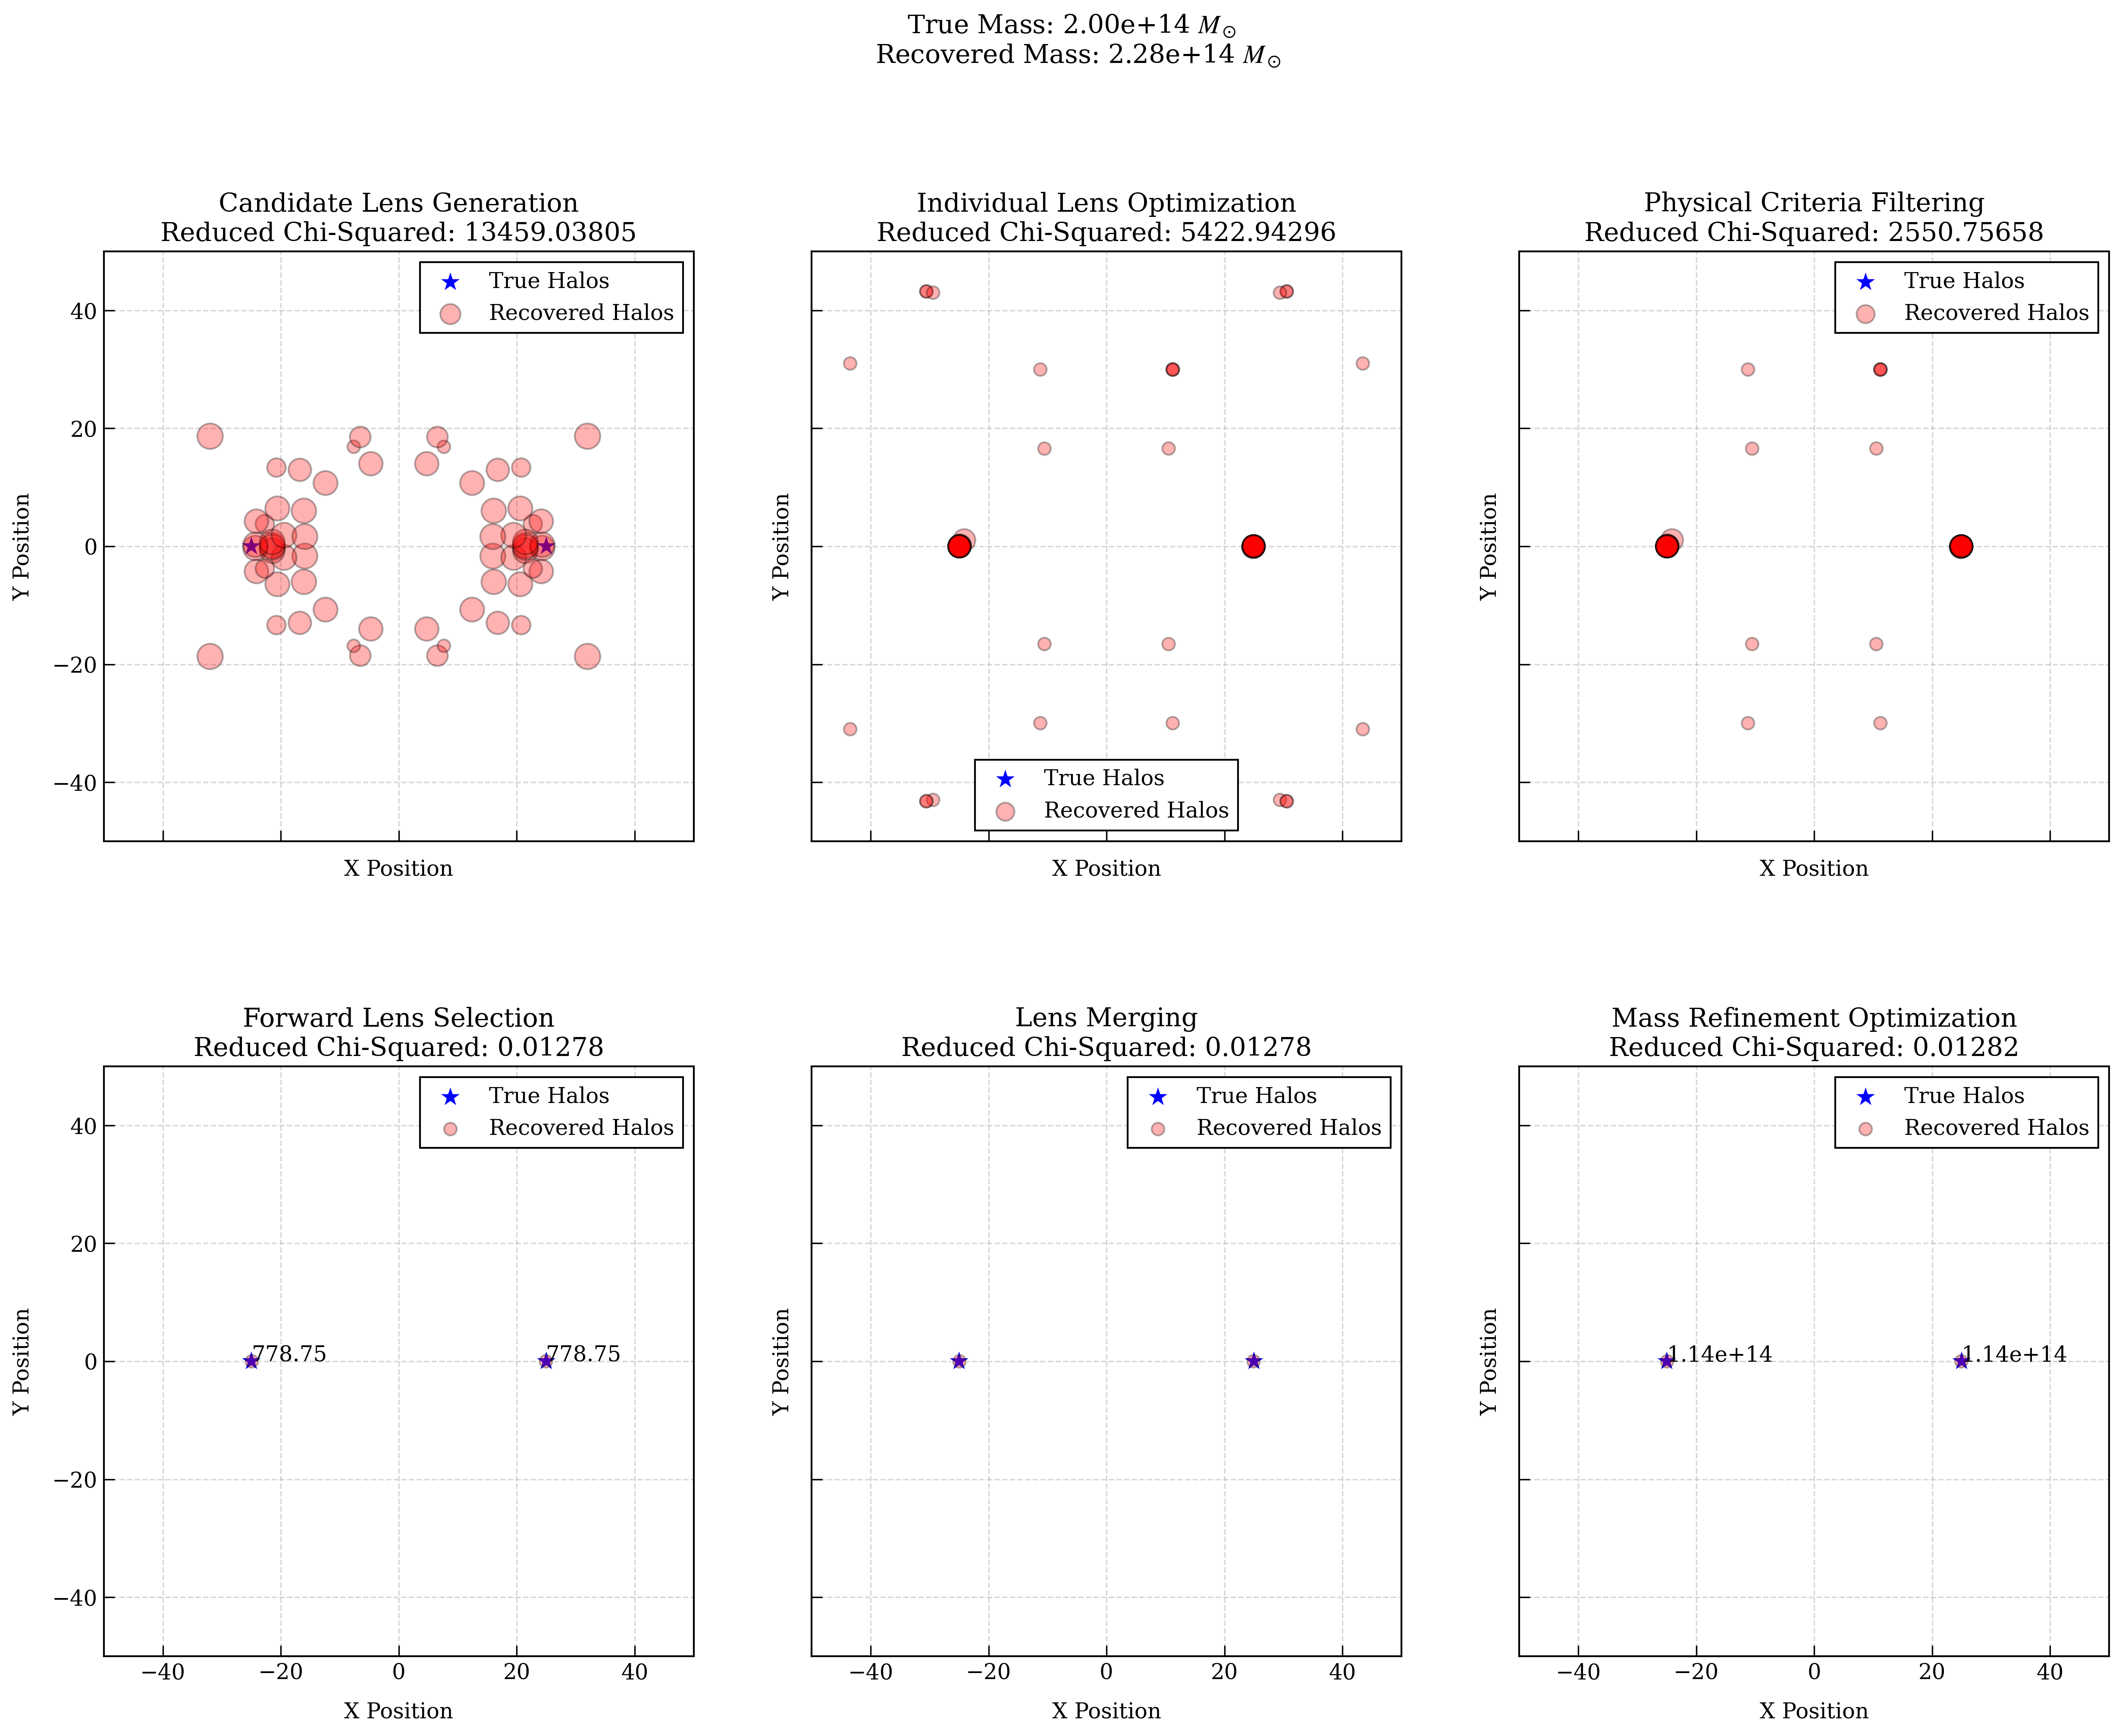 True Mass: 2.00e+14 M⊙
Recovered Mass: 2.28e+14 M⊙
Candidate Lens Generation
Reduced Chi-Squared: 13459.03805
True Halos
Recovered Halos
40
20
0
−20
−40
Y Position
X Position
Individual Lens Optimization
Reduced Chi-Squared: 5422.94296
True Halos
Recovered Halos
Y Position
X Position
Physical Criteria Filtering
Reduced Chi-Squared: 2550.75658
True Halos
Recovered Halos
Y Position
X Position
Forward Lens Selection
Reduced Chi-Squared: 0.01278
True Halos
Recovered Halos
778.75
778.75
40
20
0
−20
−40
Y Position
−40 −20 0 20 40
X Position
Lens Merging
Reduced Chi-Squared: 0.01278
True Halos
Recovered Halos
Y Position
−40 −20 0 20 40
X Position
Mass Refinement Optimization
Reduced Chi-Squared: 0.01282
True Halos
Recovered Halos
1.14e+14
1.14e+14
Y Position
−40 −20 0 20 40
X Position